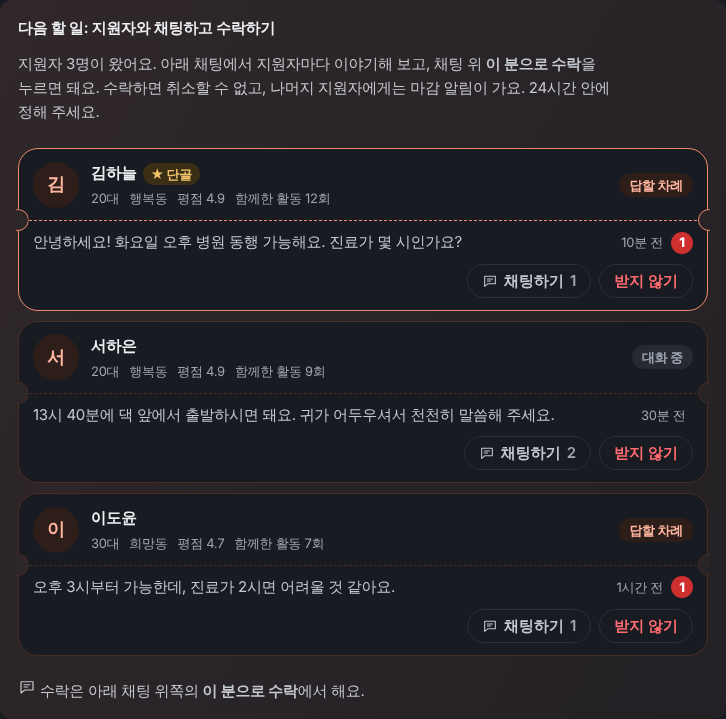 다음 할 일: 지원자와 채팅하고 수락하기
지원자 3명이 왔어요. 아래 채팅에서 지원자마다 이야기해 보고, 채팅 위 이 분으로 수락을
누르면 돼요. 수락하면 취소할 수 없고, 나머지 지원자에게는 마감 알림이 가요. 24시간 안에
정해 주세요.
김 김하늘 ★ 단골
20대 행복동 평점 4.9 함께한 활동 12회
답할 차례
안녕하세요! 화요일 오후 병원 동행 가능해요. 진료가 몇 시인가요? 10분 전 1
채팅하기 1 받지 않기
서 서하은
20대 행복동 평점 4.9 함께한 활동 9회
대화 중
13시 40분에 댁 앞에서 출발하시면 돼요. 귀가 어두우셔서 천천히 말씀해 주세요. 30분 전
채팅하기 2 받지 않기
이 이도윤
30대 희망동 평점 4.7 함께한 활동 7회
답할 차례
오후 3시부터 가능한데, 진료가 2시면 어려울 것 같아요. 1시간 전 1
채팅하기 1 받지 않기
수락은 아래 채팅 위쪽의 이 분으로 수락에서 해요.